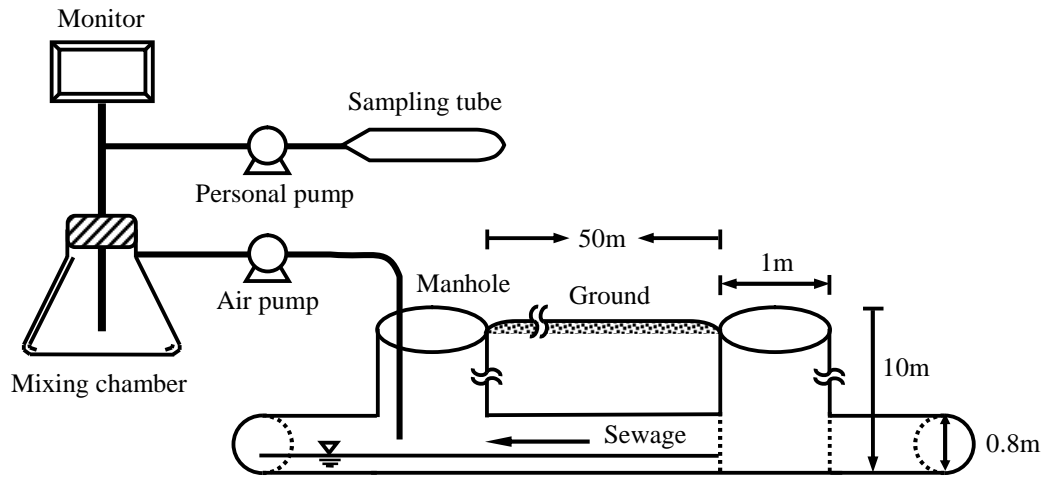 Monitor
Sampling tube
Personal pump
50m
1m
Air pump
Manhole
Ground
Mixing chamber
10m
Sewage
0.8m